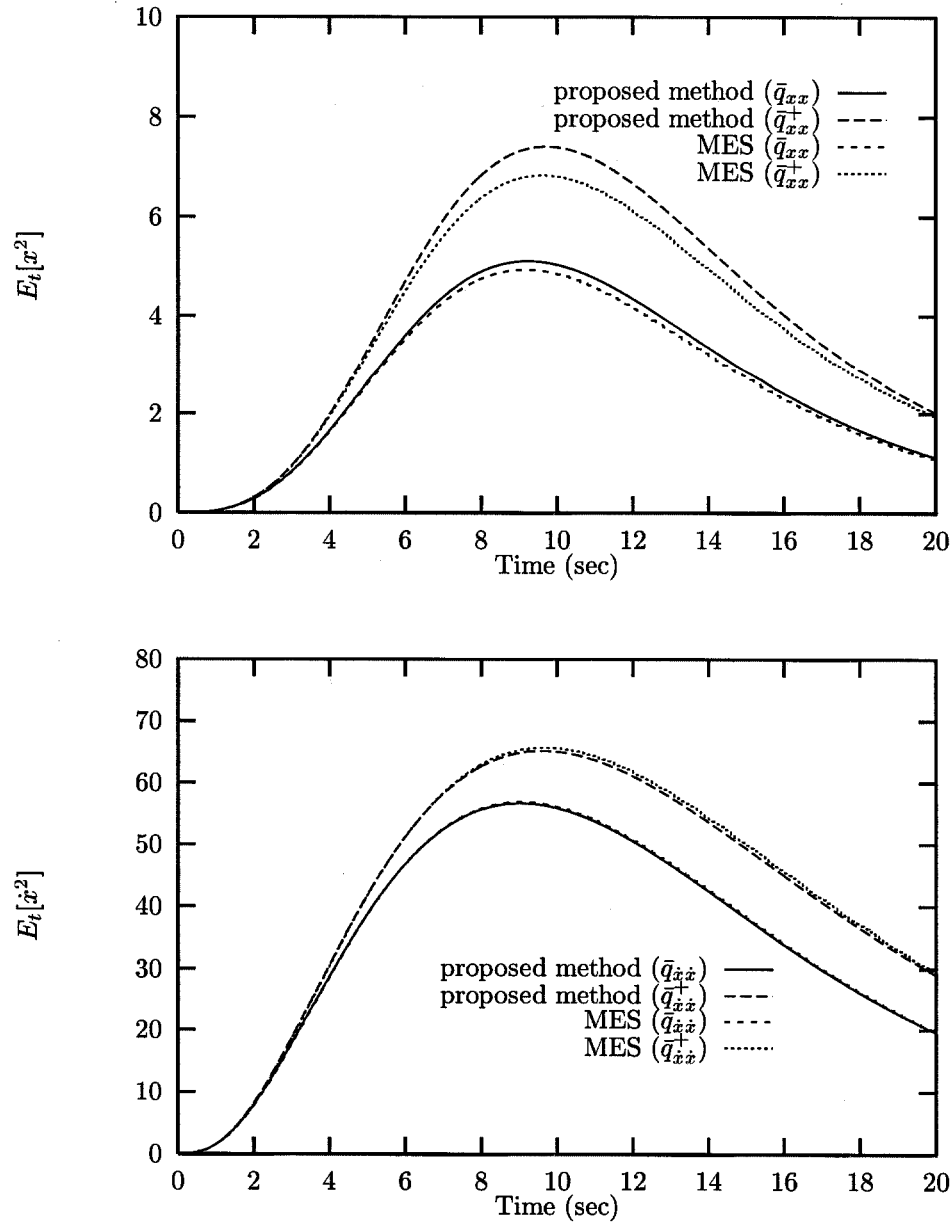 10
8
6
4
2
0
E_t[x²]
proposed method (q̄_xx)
proposed method (q̄⁺_xx)
MES (q̄_xx)
MES (q̄⁺_xx)
0 2 4 6 8 10 12 14 16 18 20
Time (sec)
80
70
60
50
40
30
20
10
0
E_t[ẋ²]
proposed method (q̄_ẋẋ)
proposed method (q̄⁺_ẋẋ)
MES (q̄_ẋẋ)
MES (q̄⁺_ẋẋ)
0 2 4 6 8 10 12 14 16 18 20
Time (sec)